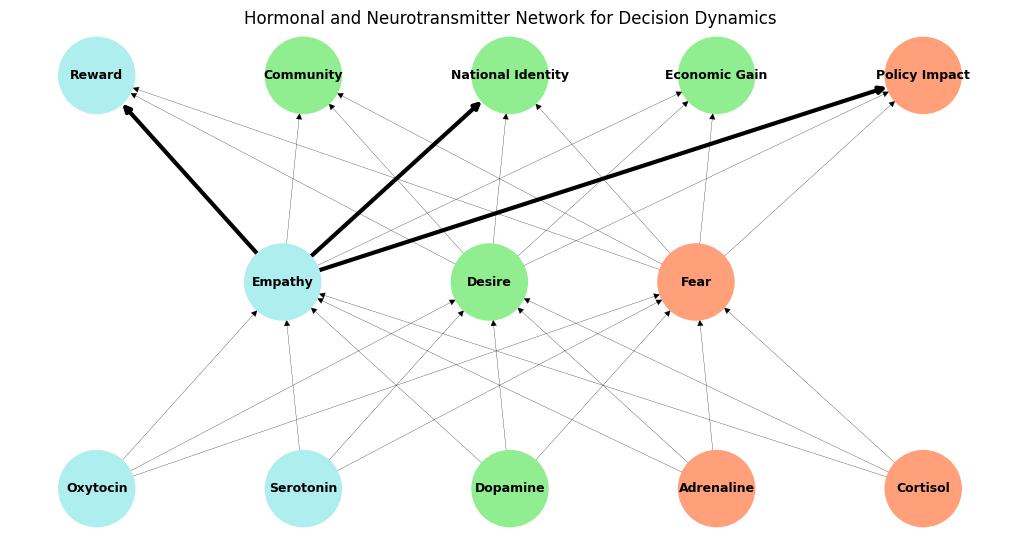 Hormonal and Neurotransmitter Network for Decision Dynamics
Reward
Community
National Identity
Economic Gain
Policy Impact
Empathy
Desire
Fear
Oxytocin
Serotonin
Dopamine
Adrenaline
Cortisol